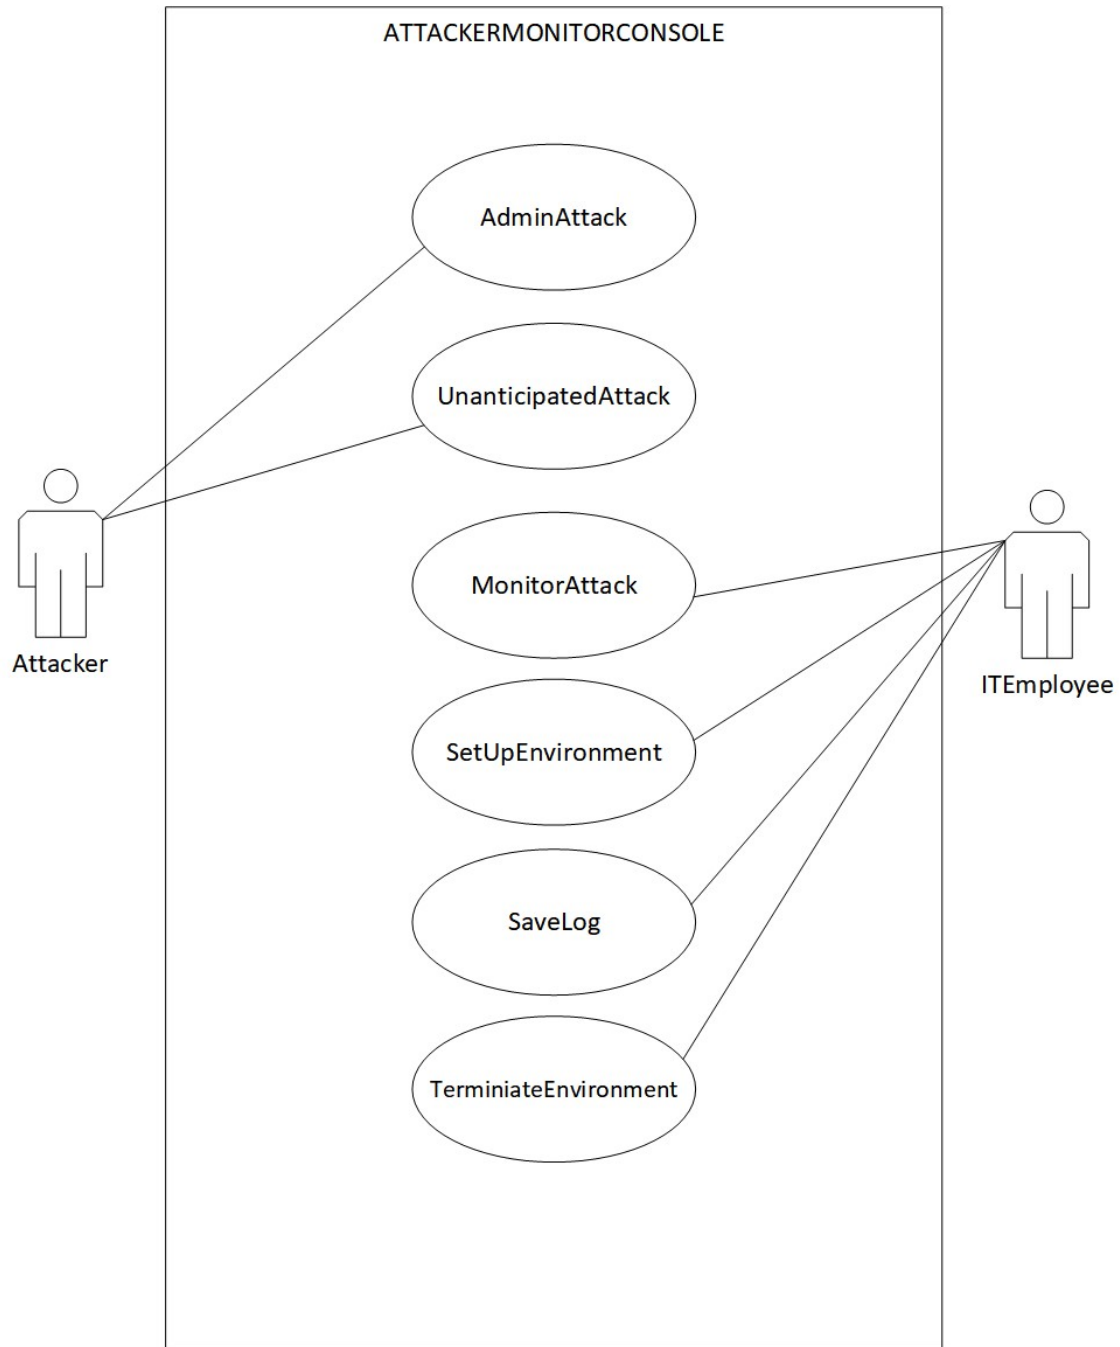 ATTACKERMONITORCONSOLE
AdminAttack
UnanticipatedAttack
MonitorAttack
Attacker
ITEmployee
SetUpEnvironment
SaveLog
TerminiateEnvironment